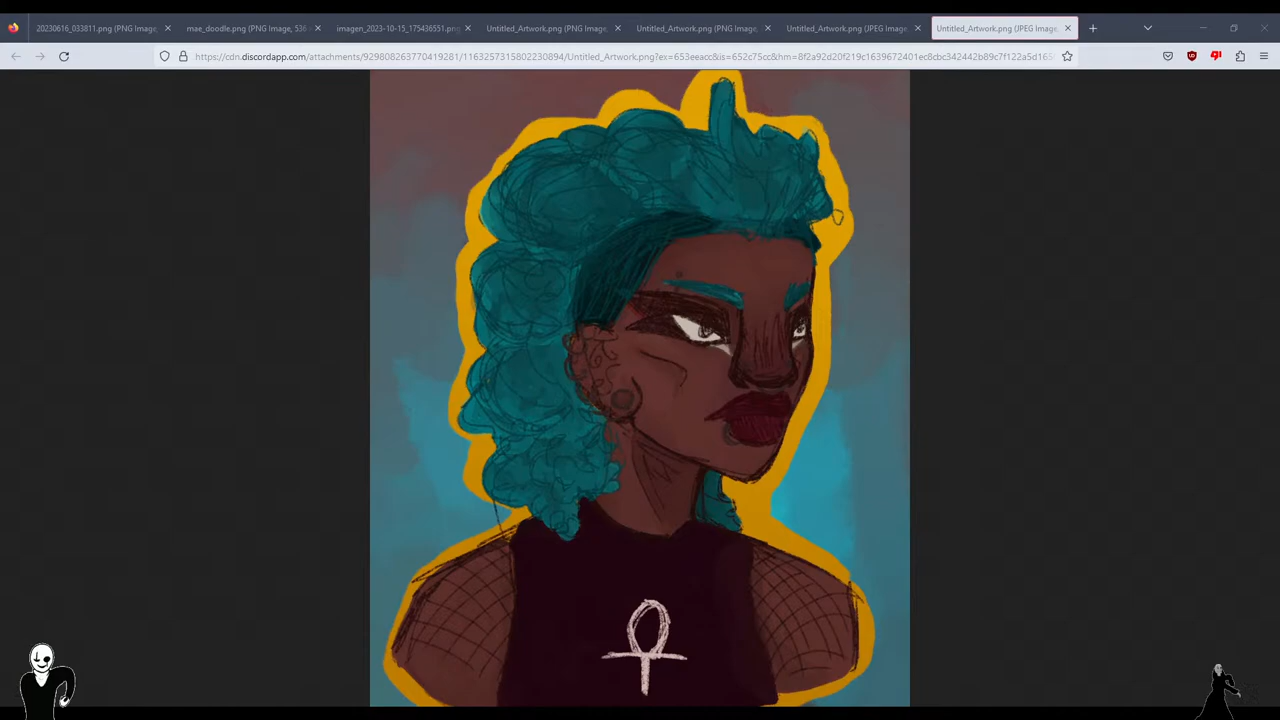 20230616_033811.png (PNG Image,
mae_doodle.png (PNG Image, 536
imagen_2023-10-15_175436551.png
Untitled_Artwork.png (PNG Image,
Untitled_Artwork.png (PNG Image,
Untitled_Artwork.png (JPEG Image,
Untitled_Artwork.png (JPEG Image,
https://cdn.discordapp.com/attachments/929808263770419281/1163257315802230894/Untitled_Artwork.png?ex=653eeacc&is=652c75cc&hm=8f2a92d20f219c1639672401ec8cbc342442b89c7f122a5d16